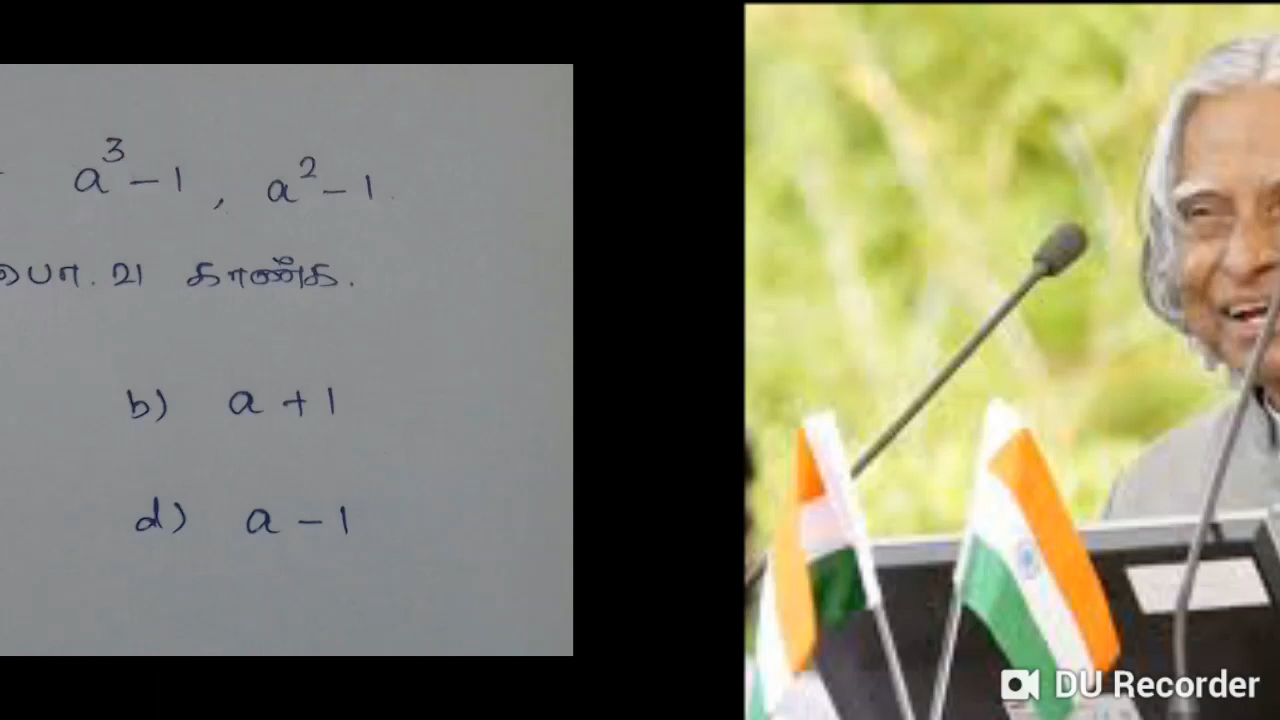 a³ - 1 , a² - 1.
பொ. வ காண்க.
b) a + 1
d) a - 1
DU Recorder